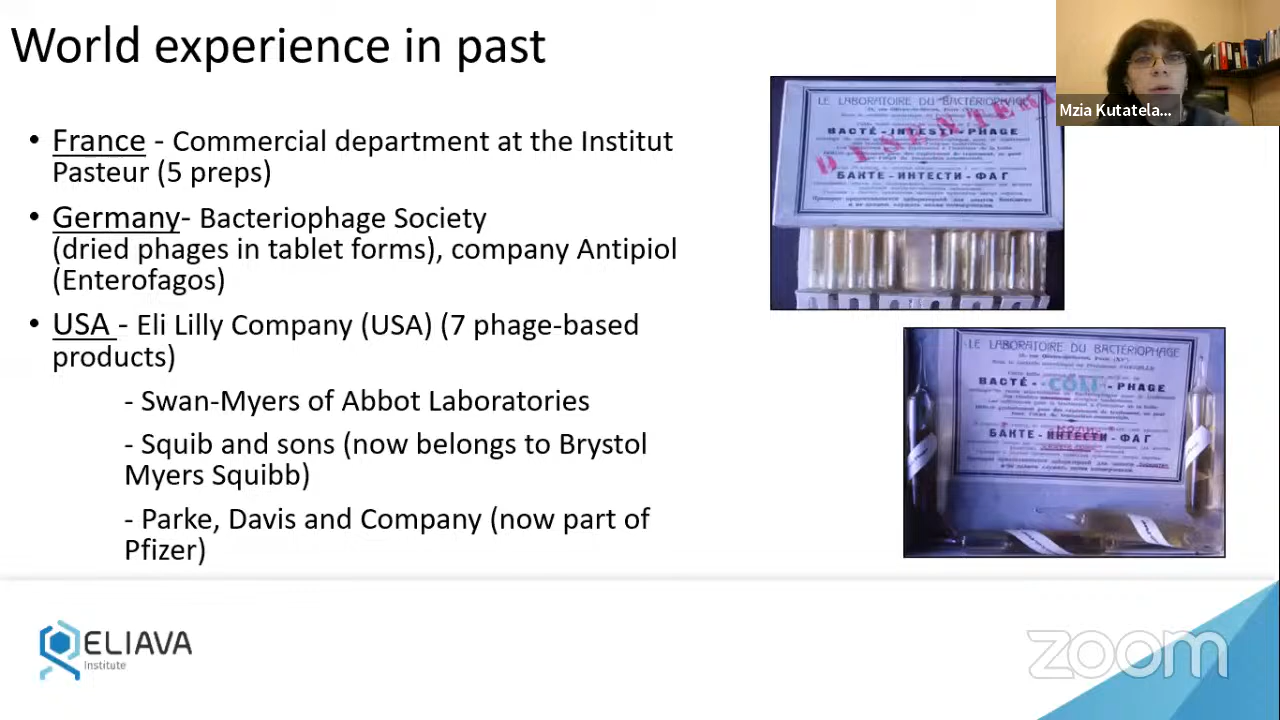 World experience in past
• France - Commercial department at the Institut
Pasteur (5 preps)
• Germany- Bacteriophage Society
(dried phages in tablet forms), company Antipiol
(Enterofagos)
• USA - Eli Lilly Company (USA) (7 phage-based
products)
- Swan-Myers of Abbot Laboratories
- Squib and sons (now belongs to Brystol
Myers Squibb)
- Parke, Davis and Company (now part of
Pfizer)
LE LABORATOIRE DU BACTÉRIOPHAGE
BACTÉ-INTESTI-PHAGE
БАКТЕ-ИНТЕСТИ-ФАГ
LE LABORATOIRE DU BACTÉRIOPHAGE
BACTÉ-COLI-PHAGE
БАКТЕ-ИНТЕСТИ-ФАГ
Mzia Kutatela...
ELIAVA
Institute
zoom